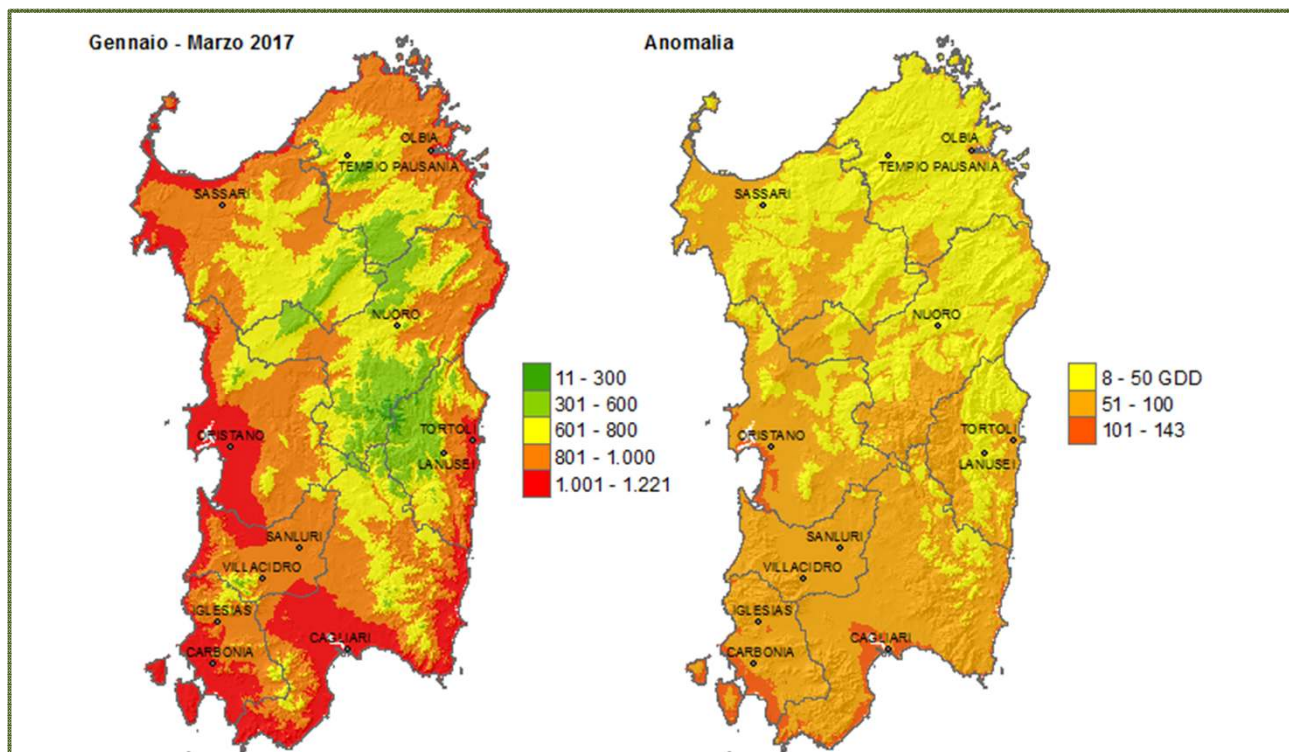 Gennaio - Marzo 2017
OLBIA
TEMPIO PAUSANIA
SASSARI
NUORO
ORISTANO
TORTOLI
LANUSEI
SANLURI
VILLACIDRO
IGLESIAS
CAGLIARI
CARBONIA
11 - 300
301 - 600
601 - 800
801 - 1.000
1.001 - 1.221
Anomalia
OLBIA
TEMPIO PAUSANIA
SASSARI
NUORO
ORISTANO
TORTOLI
LANUSEI
SANLURI
VILLACIDRO
IGLESIAS
CAGLIARI
CARBONIA
8 - 50 GDD
51 - 100
101 - 143